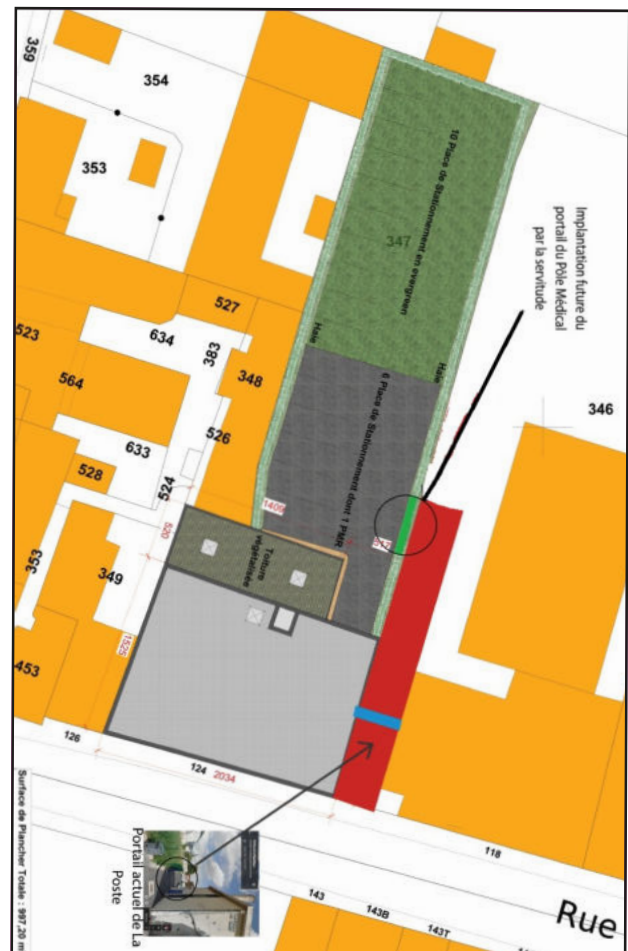 359
354
353
10 Place de Stationnement en evergreen
347
Implantation future du
portail du Pôle Médical
par la servitude
346
527
634
383
348
523
564
526
Haie
Haie
6 Place de Stationnement dont 1 PMR
633
528
524
1409
520
Toiture
végétalisée
353
349
1525
453
126
124
2034
118
Surface de Plancher Totale : 997,20 m
Portail actuel de La
Poste
143
143B
143T
Rue